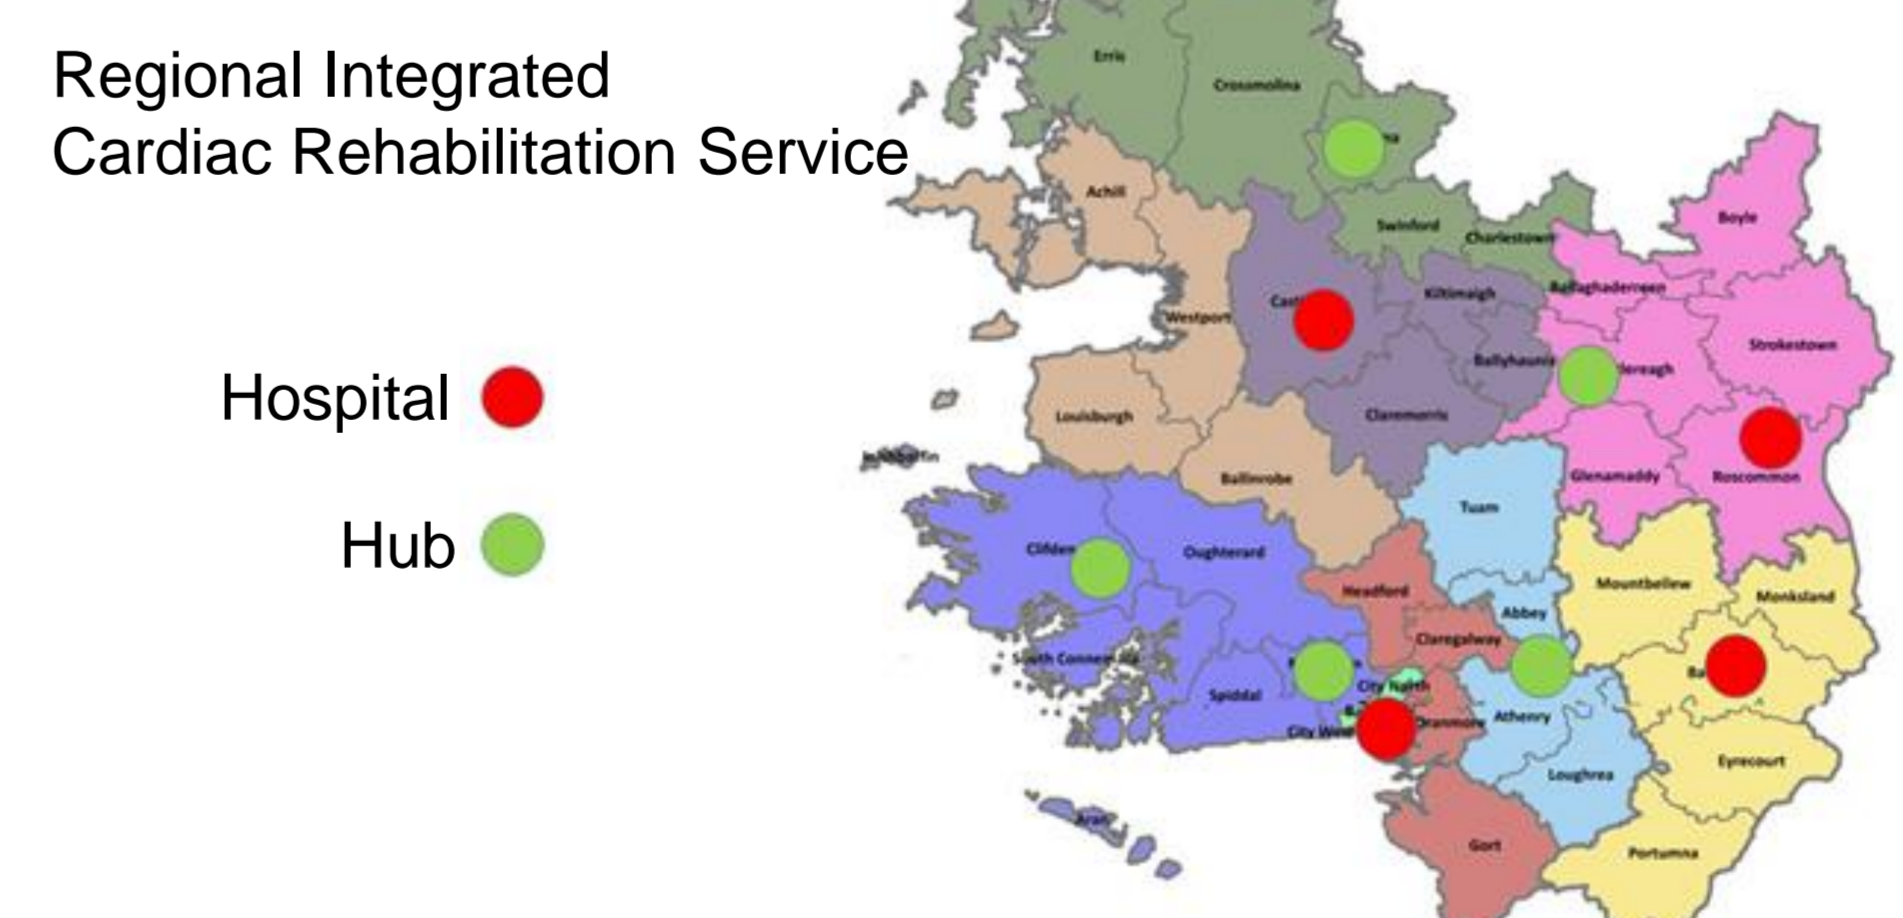 Regional Integrated
Cardiac Rehabilitation Service
Hospital
Hub
Erris
Crossmolina
Achill
Swinford
Charlestown
Boyle
Kiltimaigh
Ballaghaderreen
Westport
Strokestown
Ballyhaunis
Louisburgh
Claremorris
Ballinrobe
Glenamaddy
Roscommon
Tuam
Clifden
Oughterard
Headford
Mountbellew
Monksland
Abbey
Claregalway
South Connemara
Spiddal
City North
City West
Oranmore
Athenry
Loughrea
Eyrecourt
Aran
Gort
Portumna